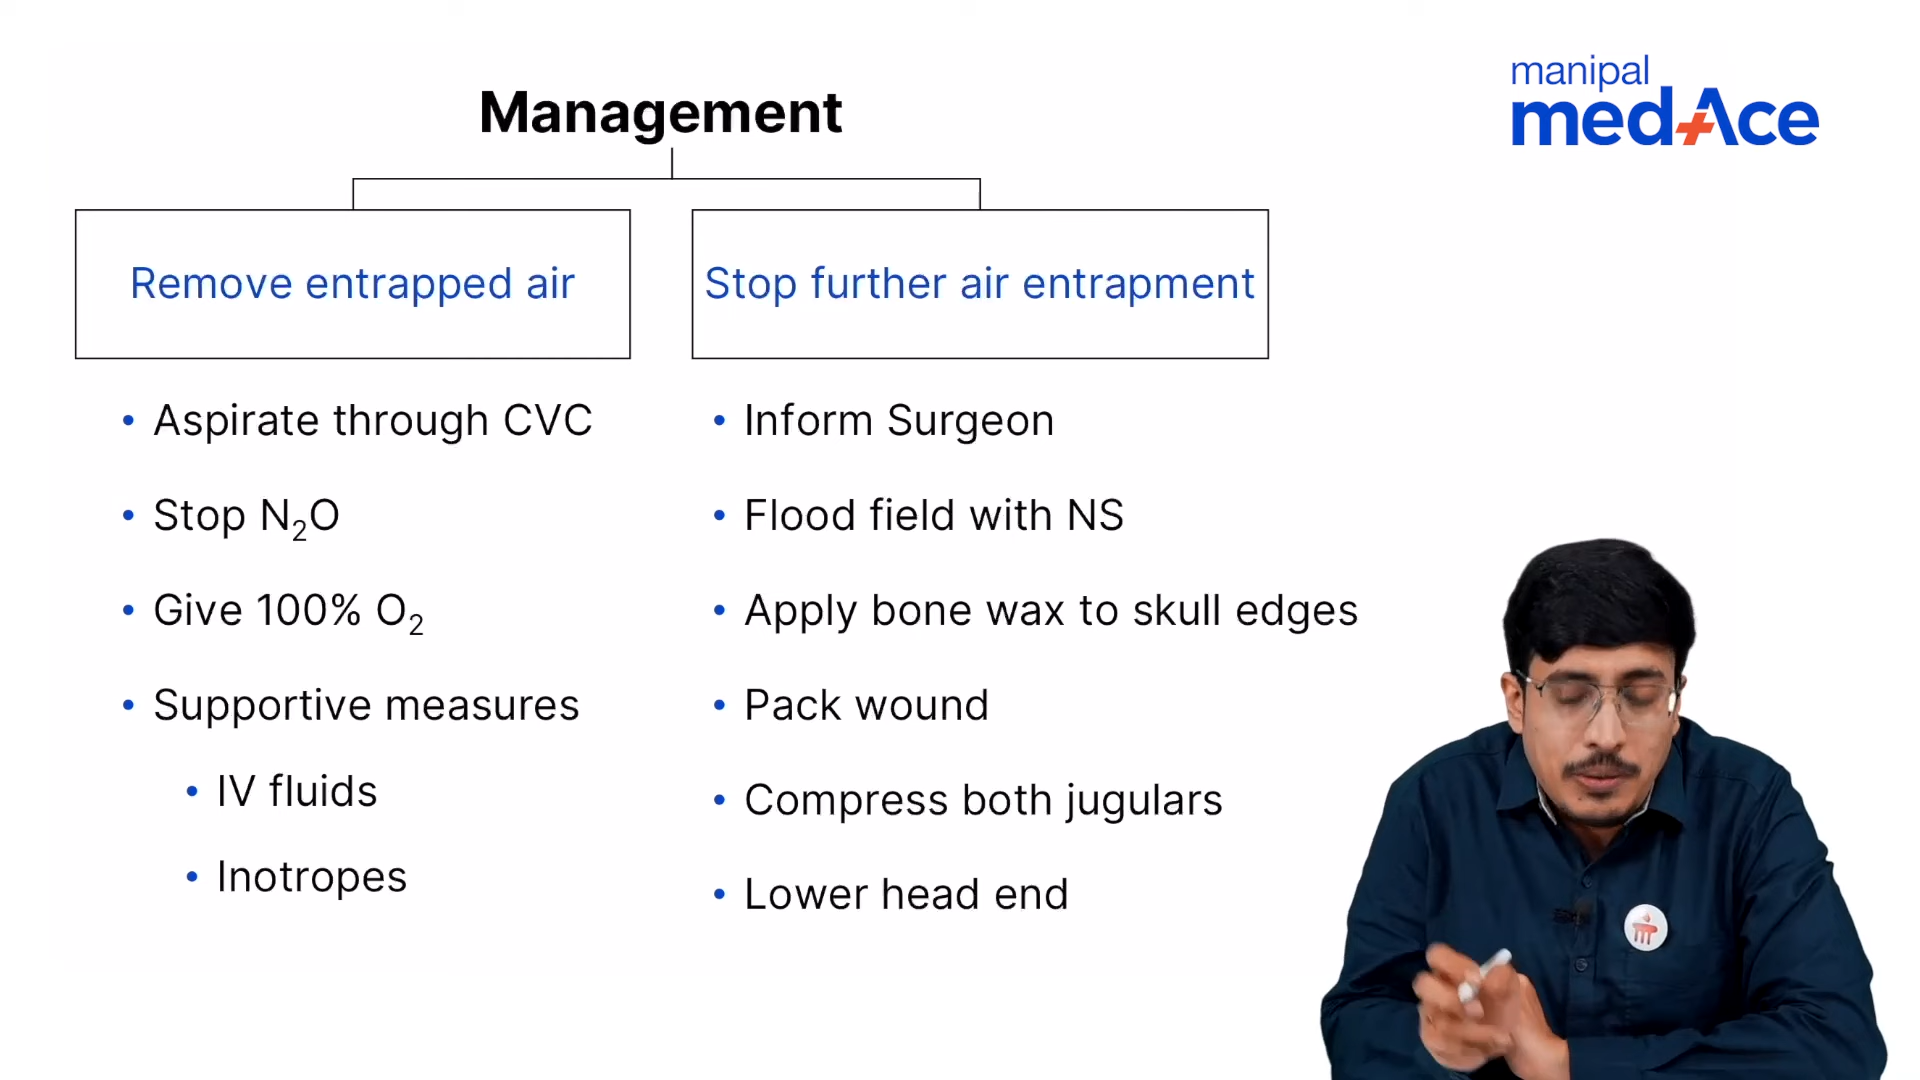 manipal
medAce
Management
Remove entrapped air
Stop further air entrapment
• Aspirate through CVC
• Stop N₂O
• Give 100% O₂
• Supportive measures
• IV fluids
• Inotropes
• Inform Surgeon
• Flood field with NS
• Apply bone wax to skull edges
• Pack wound
• Compress both jugulars
• Lower head end